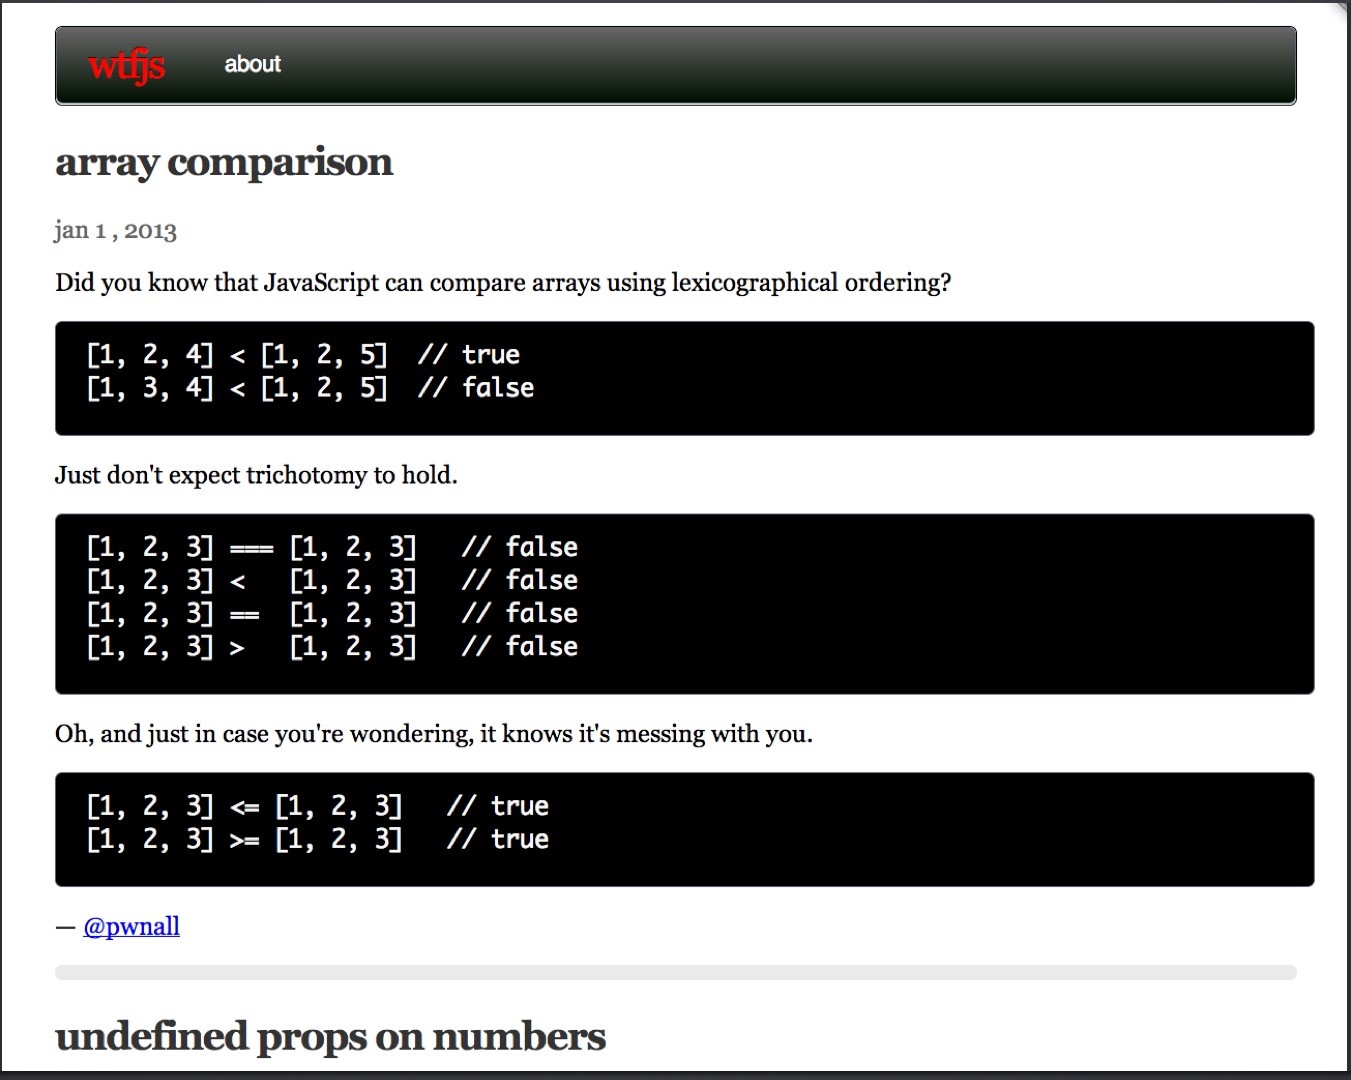 wtfjs about
array comparison
jan 1 , 2013
Did you know that JavaScript can compare arrays using lexicographical ordering?
[1, 2, 4] < [1, 2, 5]  // true
[1, 3, 4] < [1, 2, 5]  // false
Just don't expect trichotomy to hold.
[1, 2, 3] === [1, 2, 3]   // false
[1, 2, 3] <   [1, 2, 3]   // false
[1, 2, 3] ==  [1, 2, 3]   // false
[1, 2, 3] >   [1, 2, 3]   // false
Oh, and just in case you're wondering, it knows it's messing with you.
[1, 2, 3] <= [1, 2, 3]   // true
[1, 2, 3] >= [1, 2, 3]   // true
— @pwnall
undefined props on numbers